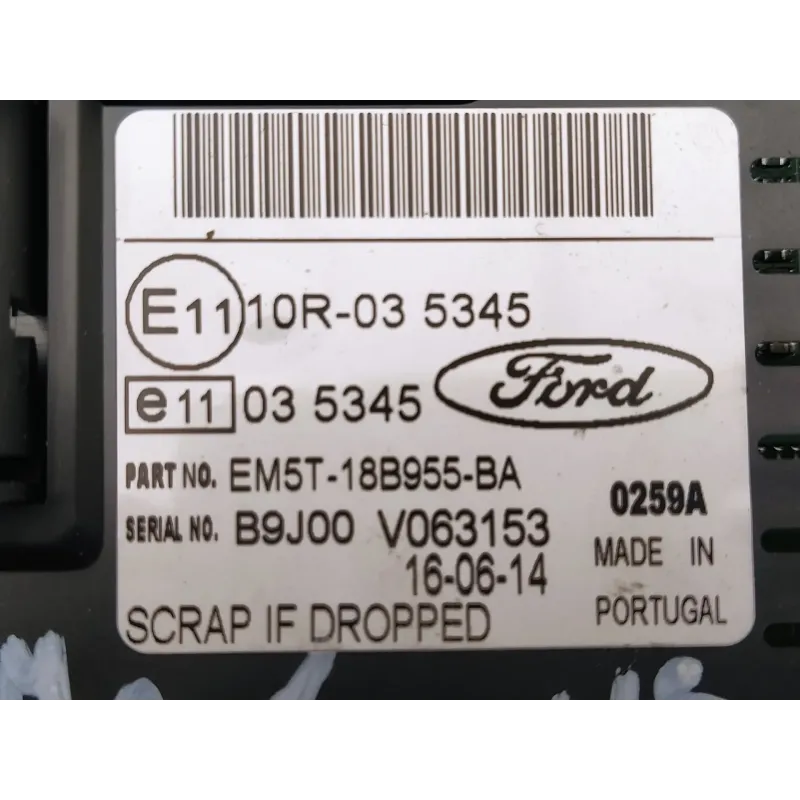 E11 10R-03 5345
e11 03 5345
Ford
PART NO. EM5T-18B955-BA
SERIAL NO. B9J00 V063153
16-06-14
0259A
MADE IN
PORTUGAL
SCRAP IF DROPPED